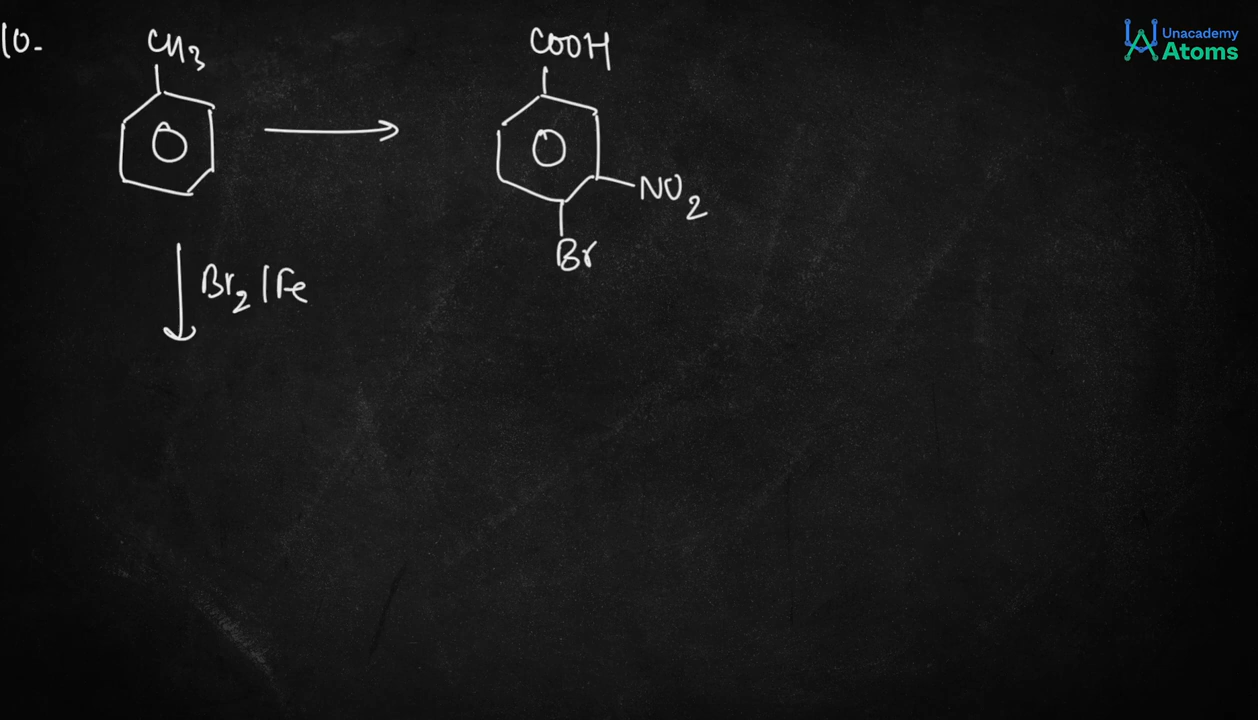 10.
CH3
COOH
NO2
Br
Br2/Fe
Unacademy
Atoms